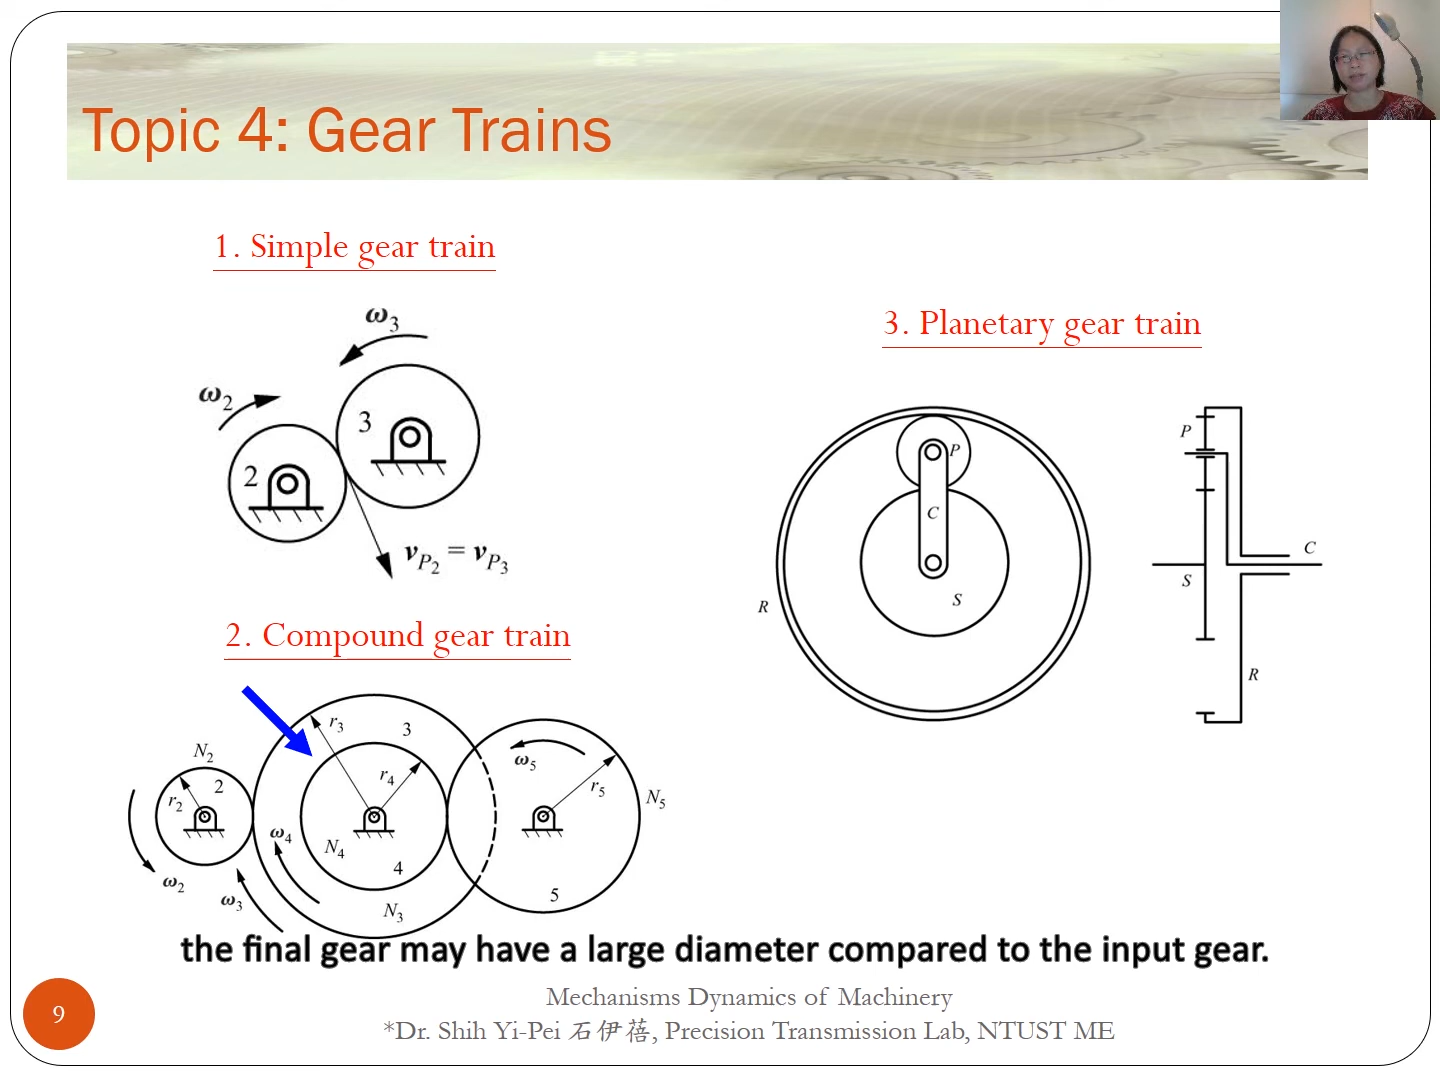 Topic 4: Gear Trains
1. Simple gear train
ω3
ω2
3
2
vP2 = vP3
2. Compound gear train
r3
3
N2
r2
2
r4
ω5
r5
N5
ω4
N4
4
ω2
ω3
N3
5
3. Planetary gear train
P
C
S
R
P
C
S
R
the final gear may have a large diameter compared to the input gear.
9
Mechanisms Dynamics of Machinery
*Dr. Shih Yi-Pei 石伊蓓, Precision Transmission Lab, NTUST ME